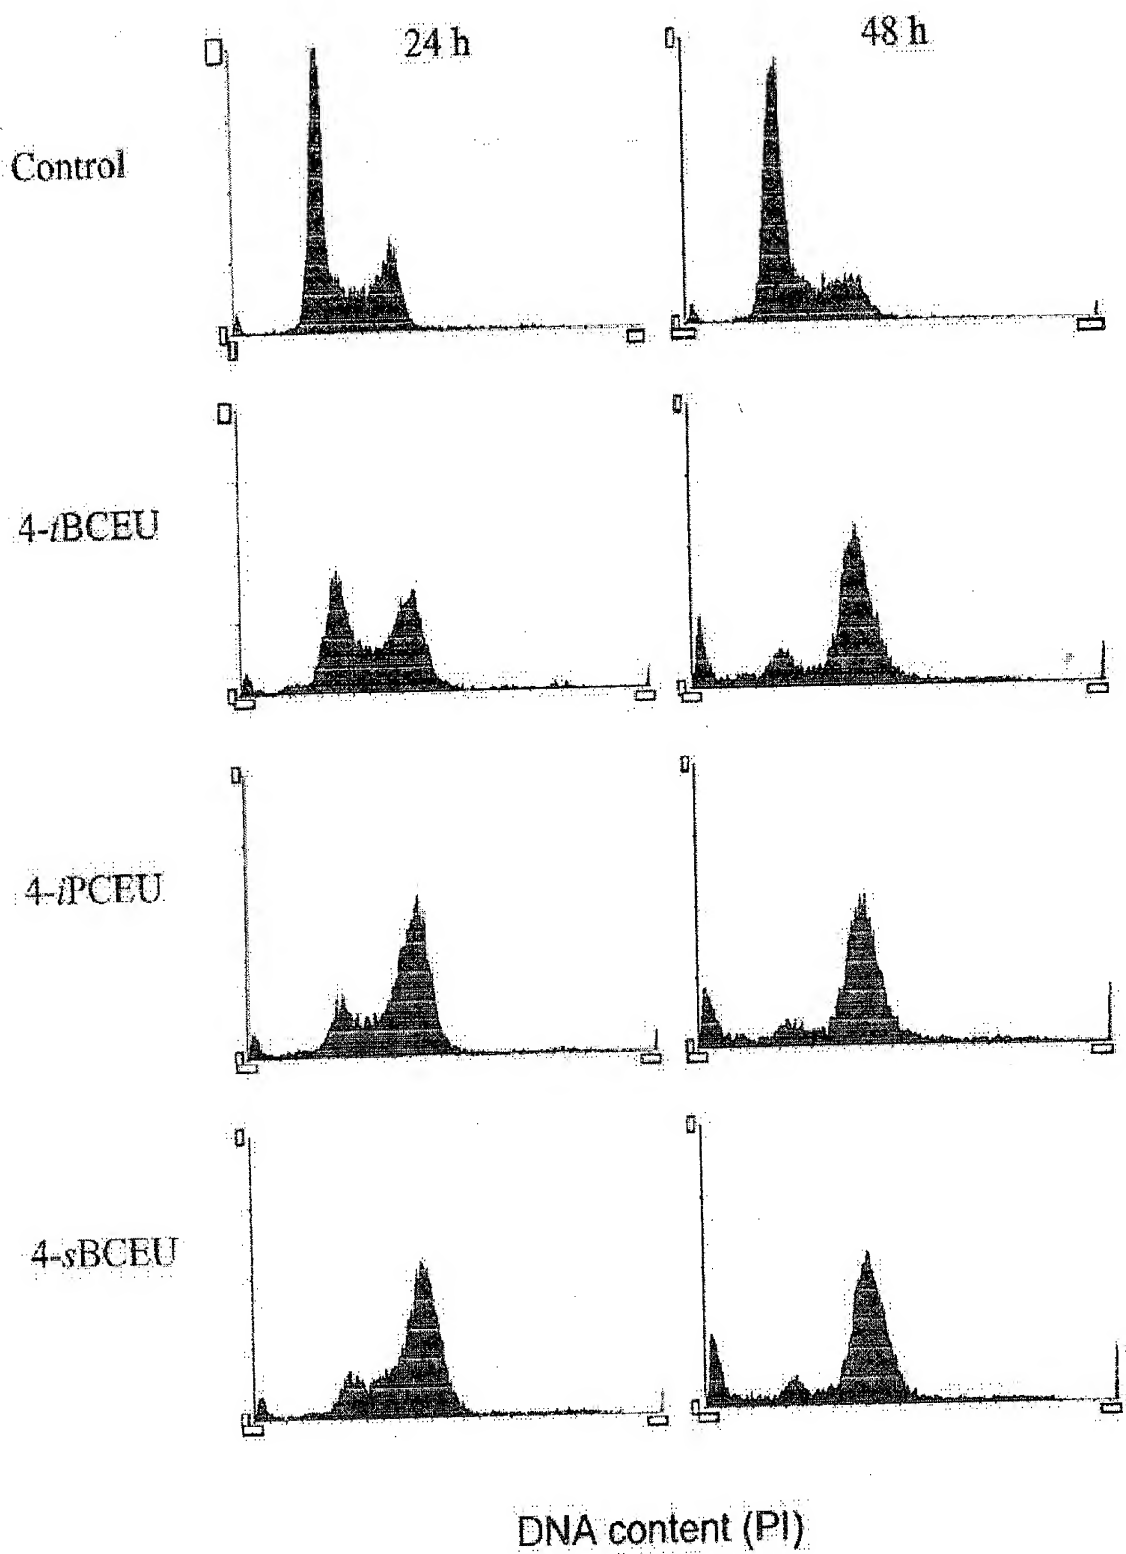 24 h
48 h
Control
4-tBCEU
4-iPCEU
4-sBCEU
DNA content (PI)